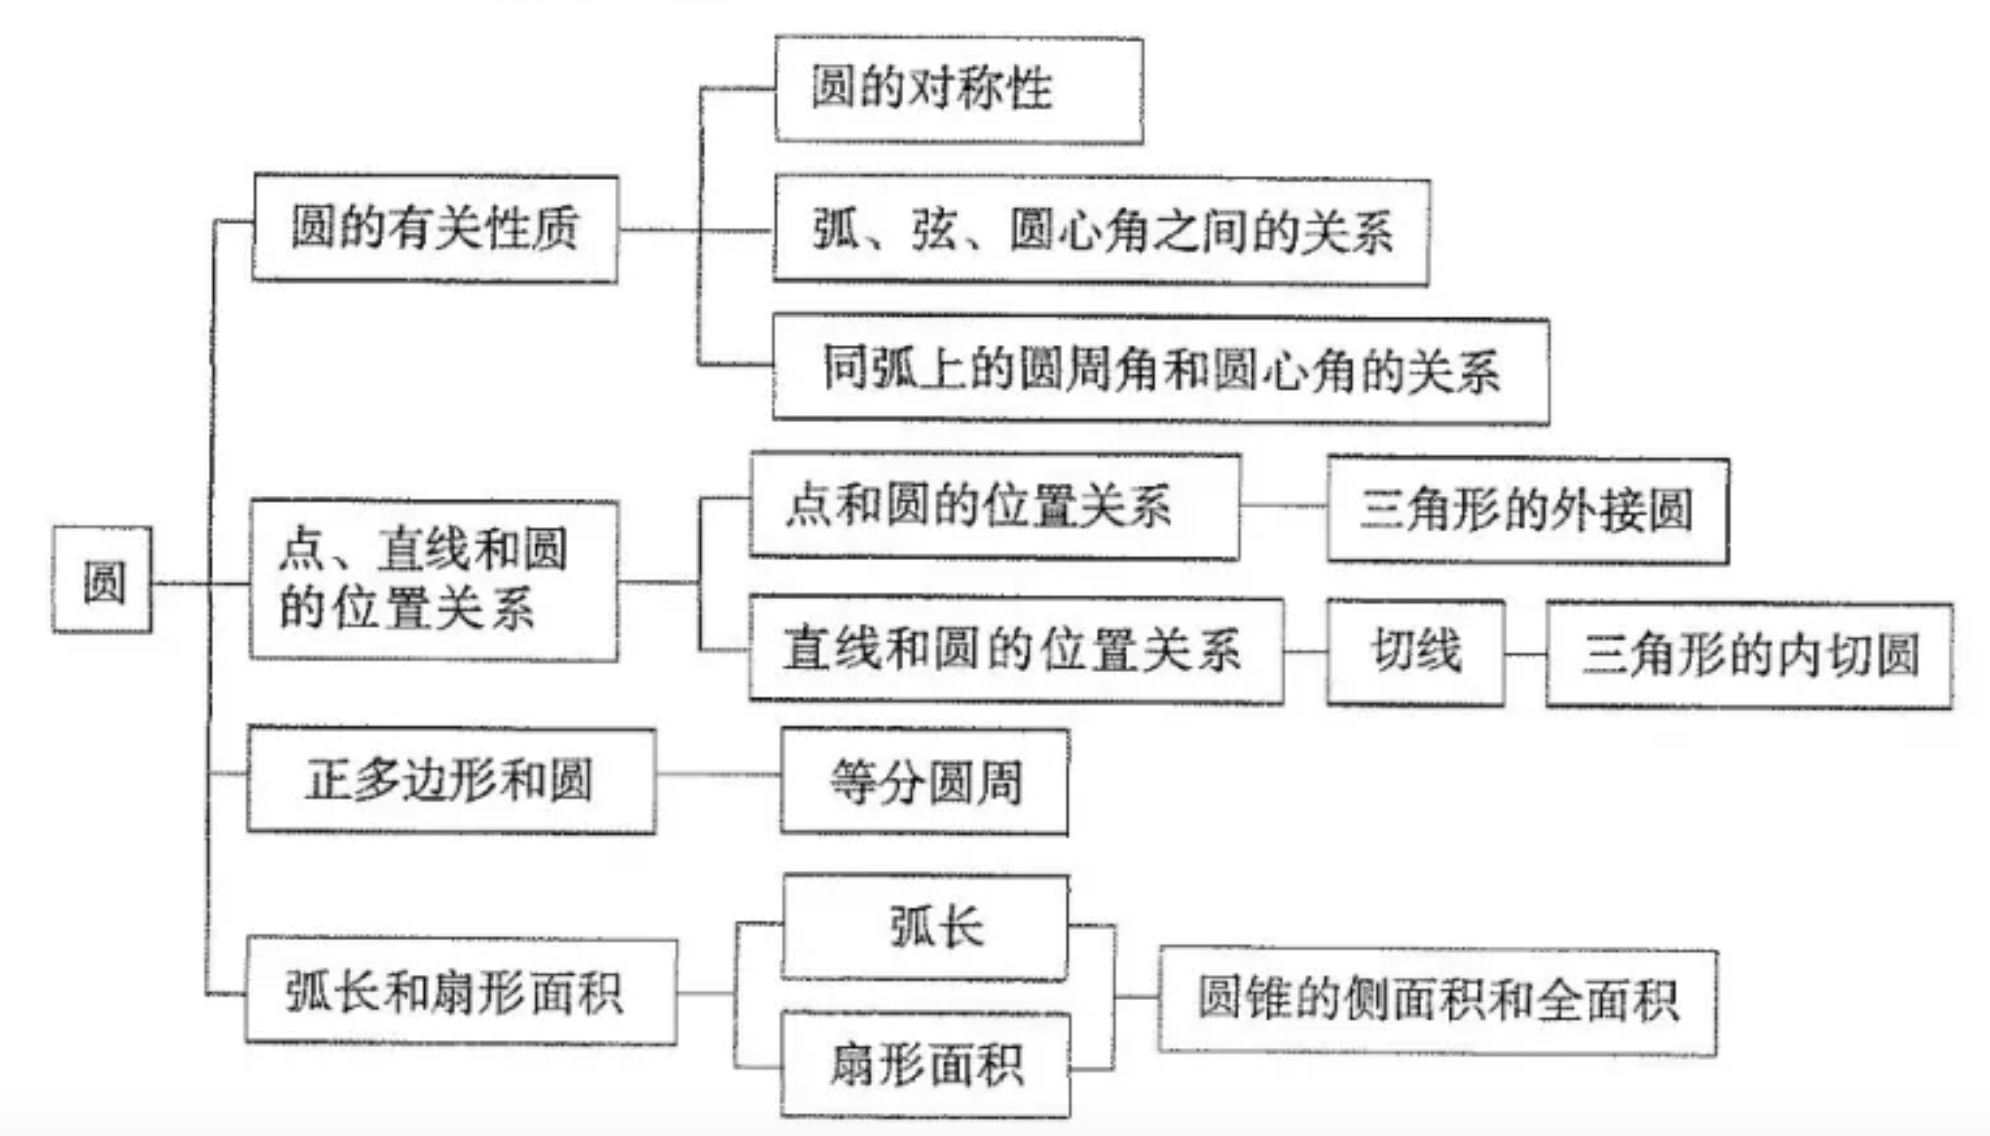 圆
圆的有关性质
圆的对称性
弧、弦、圆心角之间的关系
同弧上的圆周角和圆心角的关系
点、直线和圆
的位置关系
点和圆的位置关系
三角形的外接圆
直线和圆的位置关系
切线
三角形的内切圆
正多边形和圆
等分圆周
弧长和扇形面积
弧长
扇形面积
圆锥的侧面积和全面积